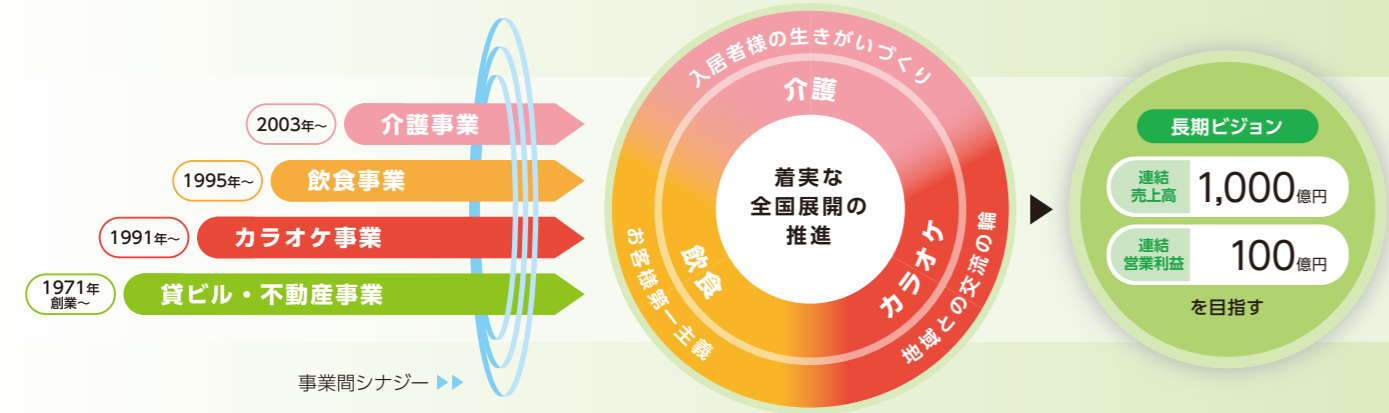 2003年~
介護事業
1995年~
飲食事業
1991年~
カラオケ事業
1971年
創業~
貸ビル・不動産事業
事業間シナジー
入居者様の生きがいづくり
介護
着実な
全国展開の
推進
飲食
お客様第一主義
カラオケ
地域との交流の輪
長期ビジョン
連結
売上高
1,000億円
連結
営業利益
100億円
を目指す